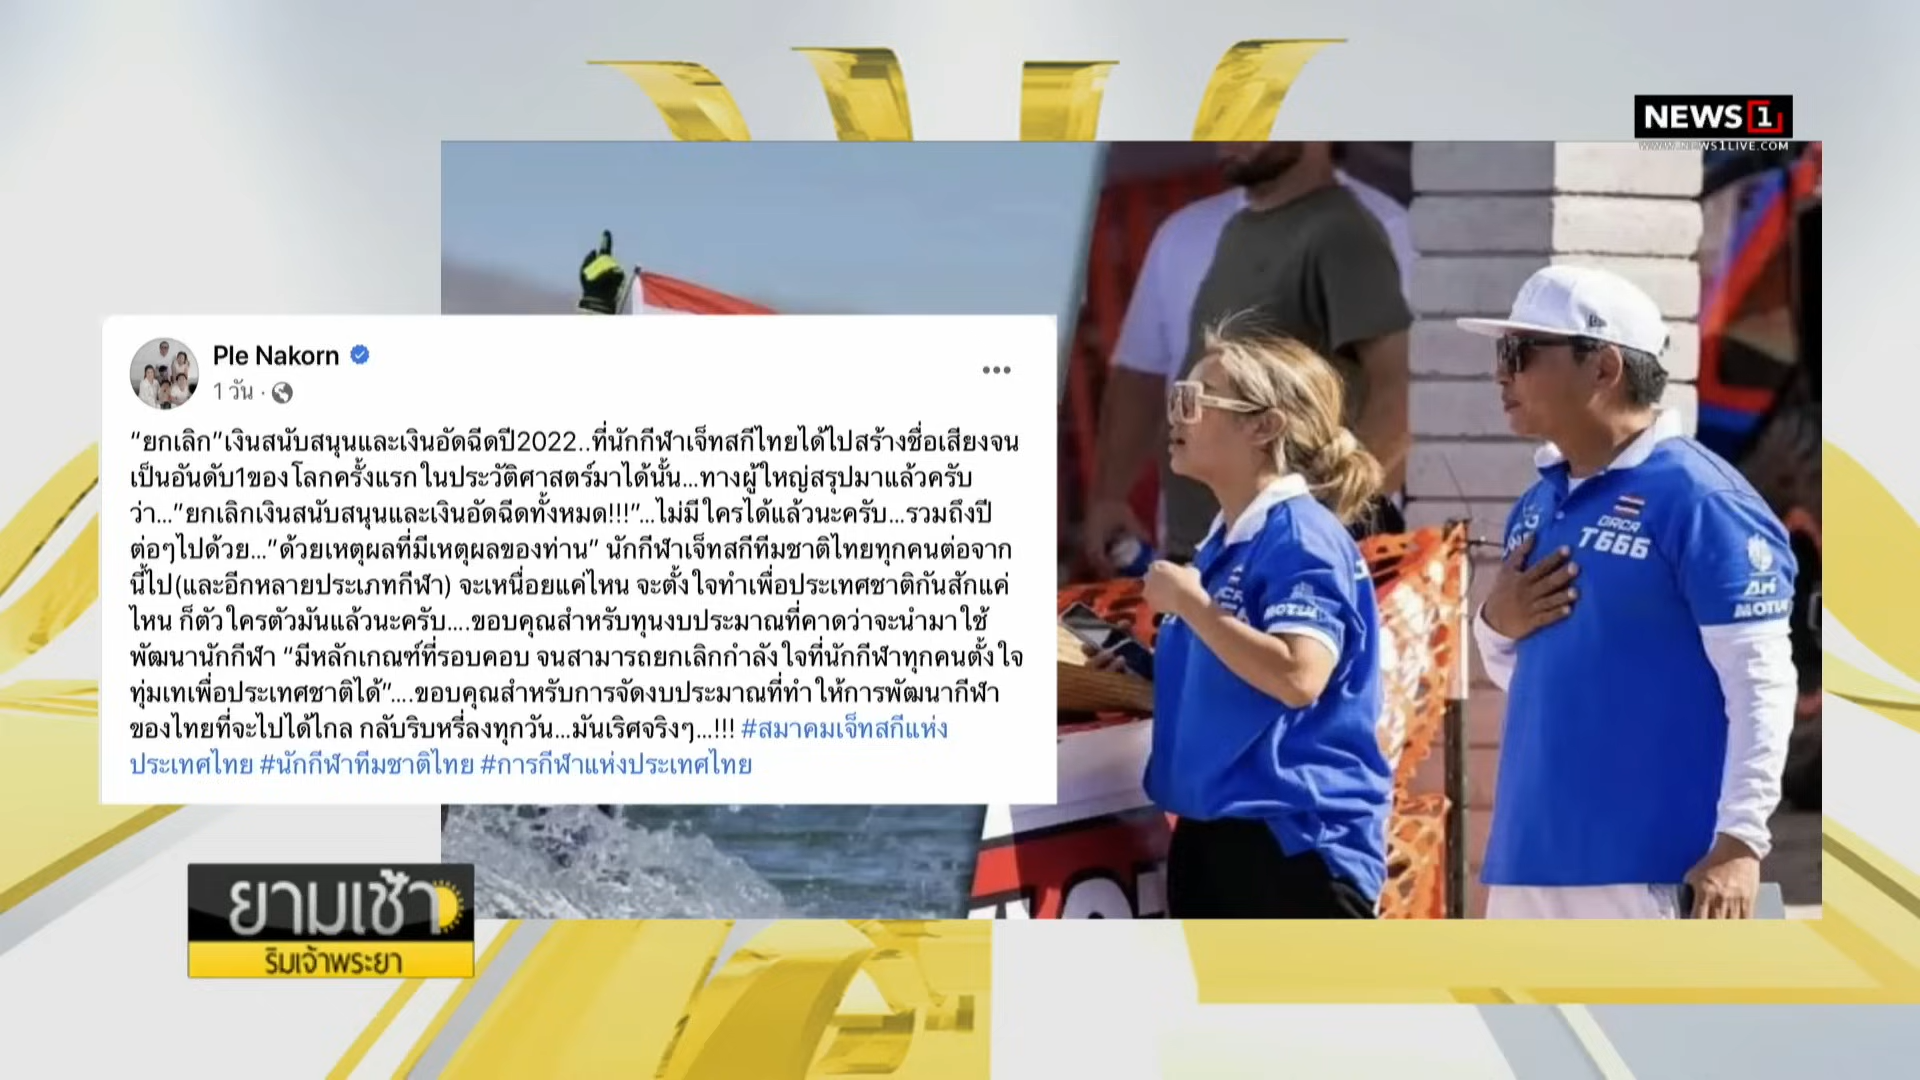 NEWS 1
WWW.NEWS1LIVE.COM
Ple Nakorn
1 วัน ·
“ยกเลิก”เงินสนับสนุนและเงินอัดฉีดปี2022..ที่นักกีฬาเจ็ทสกีไทยได้ไปสร้างชื่อเสียงจน
เป็นอันดับ1ของโลกครั้งแรกในประวัติศาสตร์มาได้นั้น...ทางผู้ใหญ่สรุปมาแล้วครับ
ว่า...”ยกเลิกเงินสนับสนุนและเงินอัดฉีดทั้งหมด!!!”...ไม่มีใครได้แล้วนะครับ...รวมถึงปี
ต่อๆไปด้วย...”ด้วยเหตุผลที่มีเหตุผลของท่าน” นักกีฬาเจ็ทสกีทีมชาติไทยทุกคนต่อจาก
นี้ไป(และอีกหลายประเภทกีฬา) จะเหนื่อยแค่ไหน จะตั้งใจทำเพื่อประเทศชาติกันสักแค่
ไหน ก็ตัวใครตัวมันแล้วนะครับ....ขอบคุณสำหรับทุนงบประมาณที่คาดว่าจะนำมาใช้
พัฒนานักกีฬา “มีหลักเกณฑ์ที่รอบคอบ จนสามารถยกเลิกกำลังใจที่นักกีฬาทุกคนตั้งใจ
ทุ่มเทเพื่อประเทศชาติได้”....ขอบคุณสำหรับการจัดงบประมาณที่ทำให้การพัฒนากีฬา
ของไทยที่จะไปได้ไกล กลับริบหรี่ลงทุกวัน...มันเริศจริงๆ...!!! #สมาคมเจ็ทสกีแห่ง
ประเทศไทย #นักกีฬาทีมชาติไทย #การกีฬาแห่งประเทศไทย
T666
MOTUL
ยามเช้า
ริมเจ้าพระยา